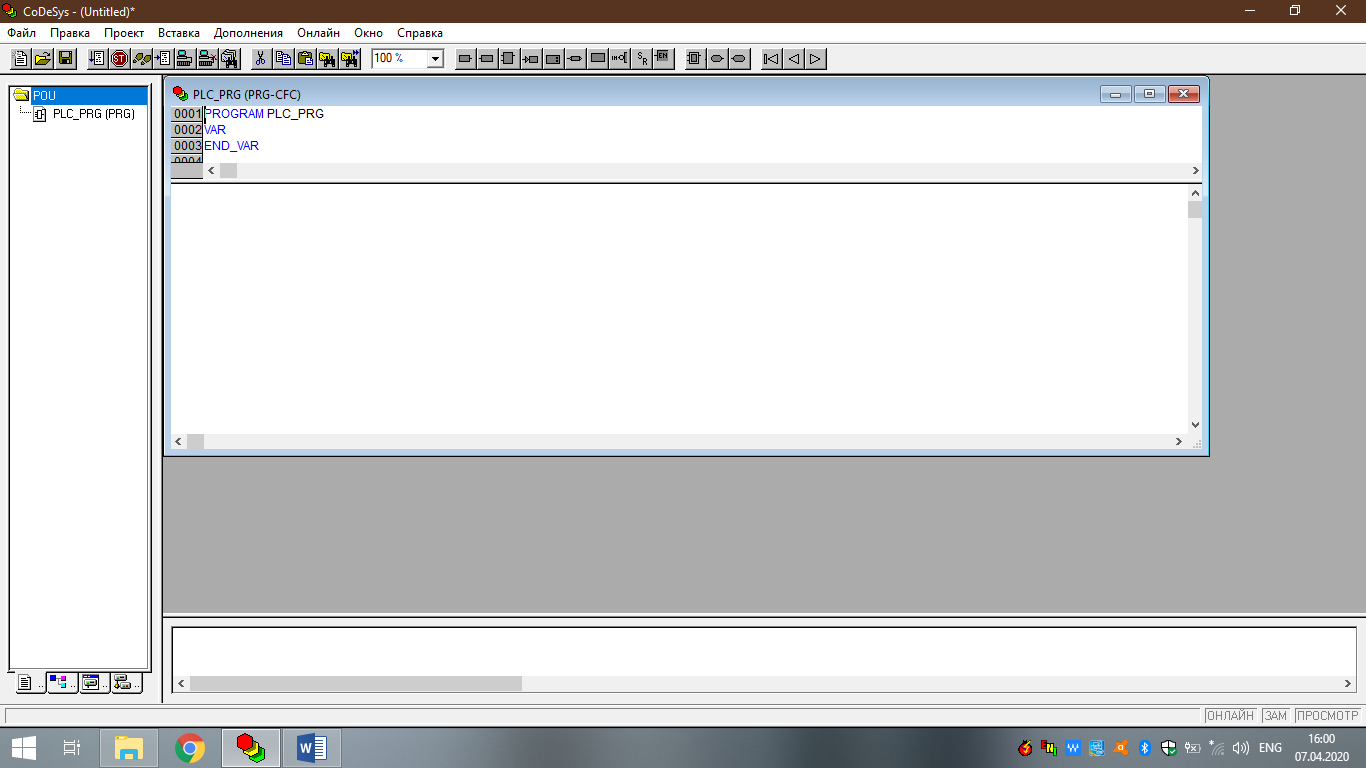 CoDeSys - (Untitled)*
Файл Правка Проект Вставка Дополнения Онлайн Окно Справка
100 %
POU
PLC_PRG (PRG)
PLC_PRG (PRG-CFC)
0001 PROGRAM PLC_PRG
0002 VAR
0003 END_VAR
0004
ОНЛАЙН ЗАМ ПРОСМОТР
ENG
16:00
07.04.2020